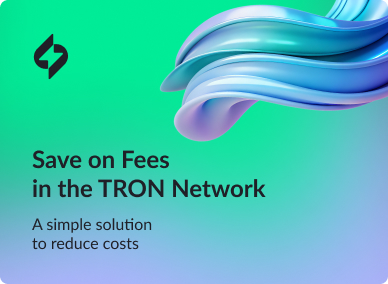 Save on Fees
in the TRON Network
A simple solution
to reduce costs